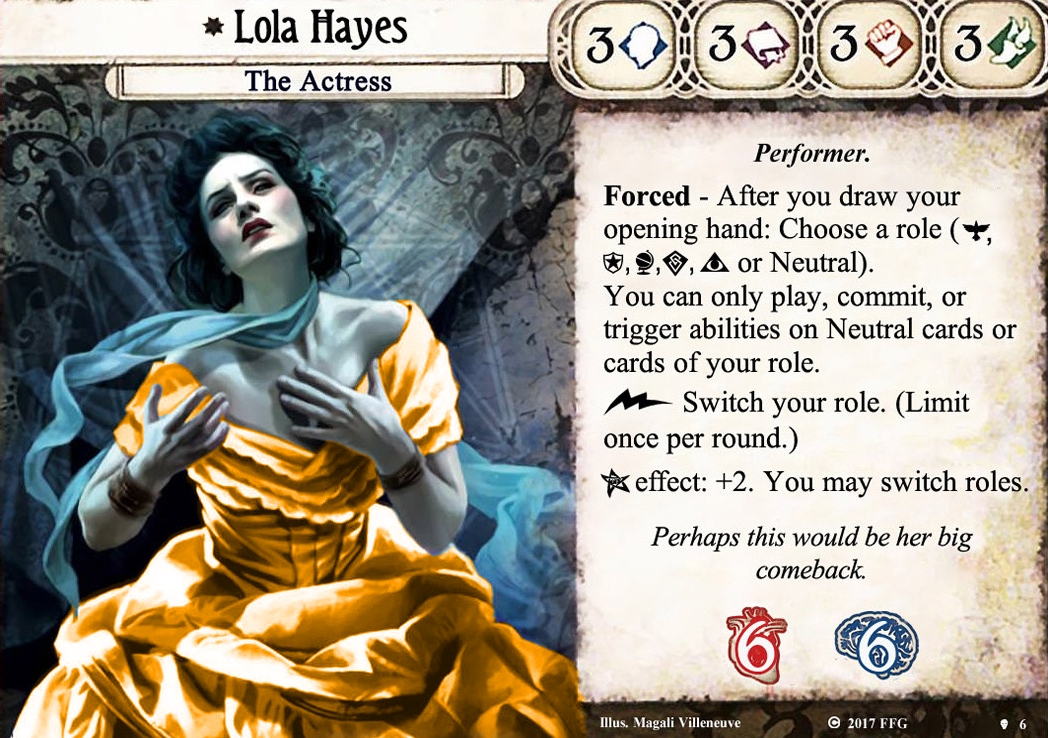 Lola Hayes
The Actress
3 3 3 3
Performer.
Forced - After you draw your
opening hand: Choose a role ( ,
, , , or Neutral).
You can only play, commit, or
trigger abilities on Neutral cards or
cards of your role.
Switch your role. (Limit
once per round.)
effect: +2. You may switch roles.
Perhaps this would be her big
comeback.
6 6
Illus. Magali Villeneuve © 2017 FFG 6